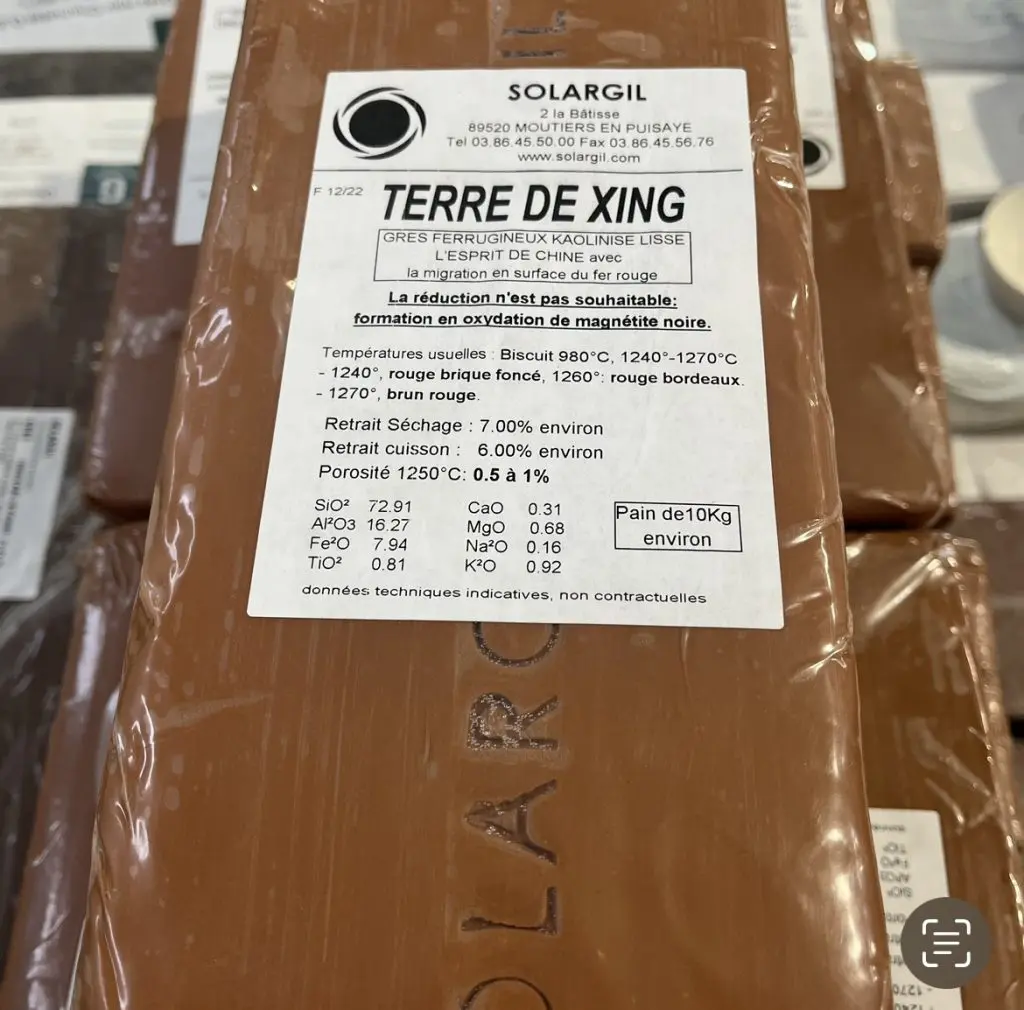 SOLARGIL
2 la Bâtisse
89520 MOUTIERS EN PUISAYE
Tel 03.86.45.50.00 Fax 03.86.45.56.76
www.solargil.com
F 12/22
TERRE DE XING
GRES FERRUGINEUX KAOLINISE LISSE
L'ESPRIT DE CHINE avec
la migration en surface du fer rouge
La réduction n'est pas souhaitable:
formation en oxydation de magnétite noire.
Températures usuelles : Biscuit 980°C, 1240°-1270°C
- 1240°, rouge brique foncé, 1260°: rouge bordeaux.
- 1270°, brun rouge.
Retrait Séchage : 7.00% environ
Retrait cuisson : 6.00% environ
Porosité 1250°C: 0.5 à 1%
SiO² 72.91 CaO 0.31
Al²O3 16.27 MgO 0.68
Fe²O 7.94 Na²O 0.16
TiO² 0.81 K²O 0.92
Pain de10Kg
environ
données techniques indicatives, non contractuelles
OLARG
IL